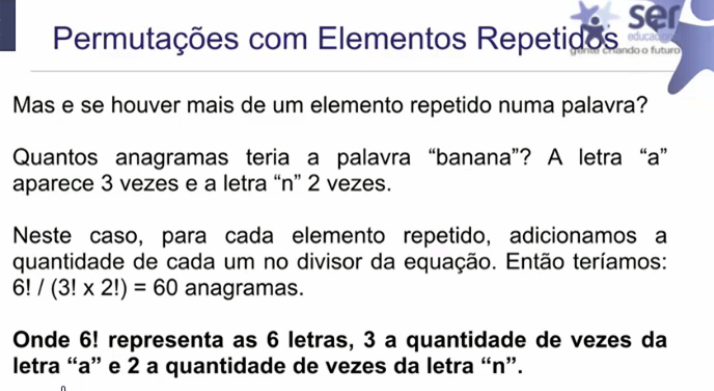 ser
educacional
gente criando o futuro
Permutações com Elementos Repetidos
Mas e se houver mais de um elemento repetido numa palavra?
Quantos anagramas teria a palavra “banana”? A letra “a”
aparece 3 vezes e a letra “n” 2 vezes.
Neste caso, para cada elemento repetido, adicionamos a
quantidade de cada um no divisor da equação. Então teríamos:
6! / (3! x 2!) = 60 anagramas.
Onde 6! representa as 6 letras, 3 a quantidade de vezes da
letra “a” e 2 a quantidade de vezes da letra “n”.